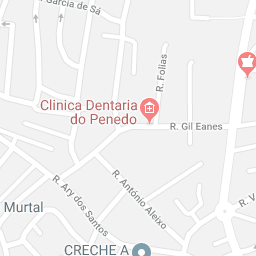 Garcia de Sá
R. Folias
Clinica Dentaria
do Penedo
R. Gil Eanes
R. António Aleixo
R. Ary dos Santos
Murtal
CRECHE A
R. V